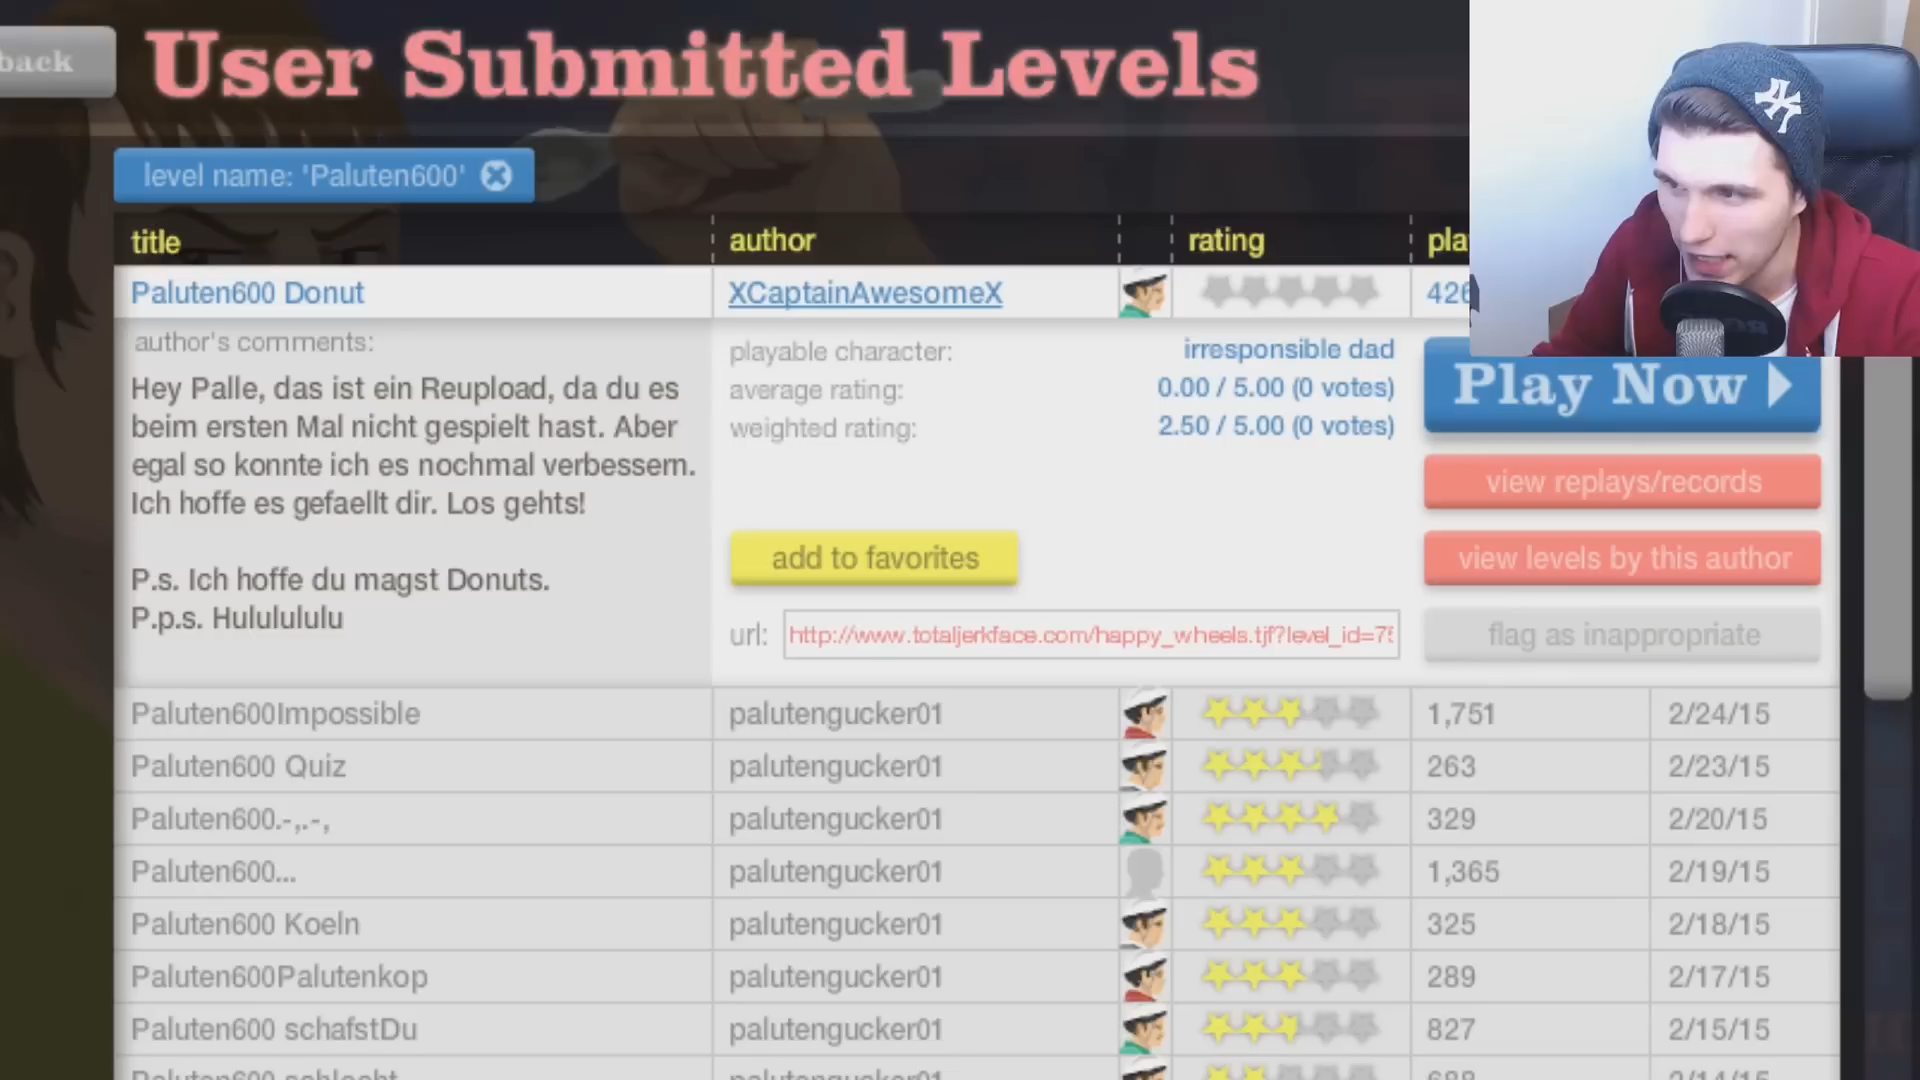 back
User Submitted Levels
level name: 'Paluten600'
title author rating
Paluten600 Donut XCaptainAwesomeX 426
author's comments:
Hey Palle, das ist ein Reupload, da du es
beim ersten Mal nicht gespielt hast. Aber
egal so konnte ich es nochmal verbessern.
Ich hoffe es gefaellt dir. Los gehts!
P.s. Ich hoffe du magst Donuts.
P.p.s. Hulululululu
playable character: irresponsible dad
average rating: 0.00 / 5.00 (0 votes)
weighted rating: 2.50 / 5.00 (0 votes)
add to favorites
url: http://www.totaljerkface.com/happy_wheels.tjf?level_id=75
Play Now
view replays/records
view levels by this author
flag as inappropriate
Paluten600Impossible palutengucker01 1,751 2/24/15
Paluten600 Quiz palutengucker01 263 2/23/15
Paluten600.-,.-, palutengucker01 329 2/20/15
Paluten600... palutengucker01 1,365 2/19/15
Paluten600 Koeln palutengucker01 325 2/18/15
Paluten600Palutenkop palutengucker01 289 2/17/15
Paluten600 schafstDu palutengucker01 827 2/15/15